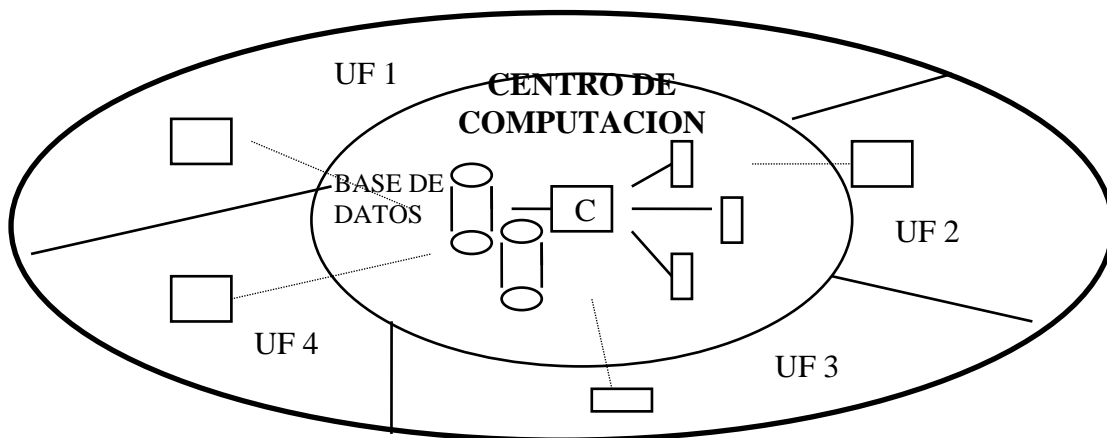 UF 1
CENTRO DE
COMPUTACION
BASE DE
DATOS
C
UF 2
UF 4
UF 3